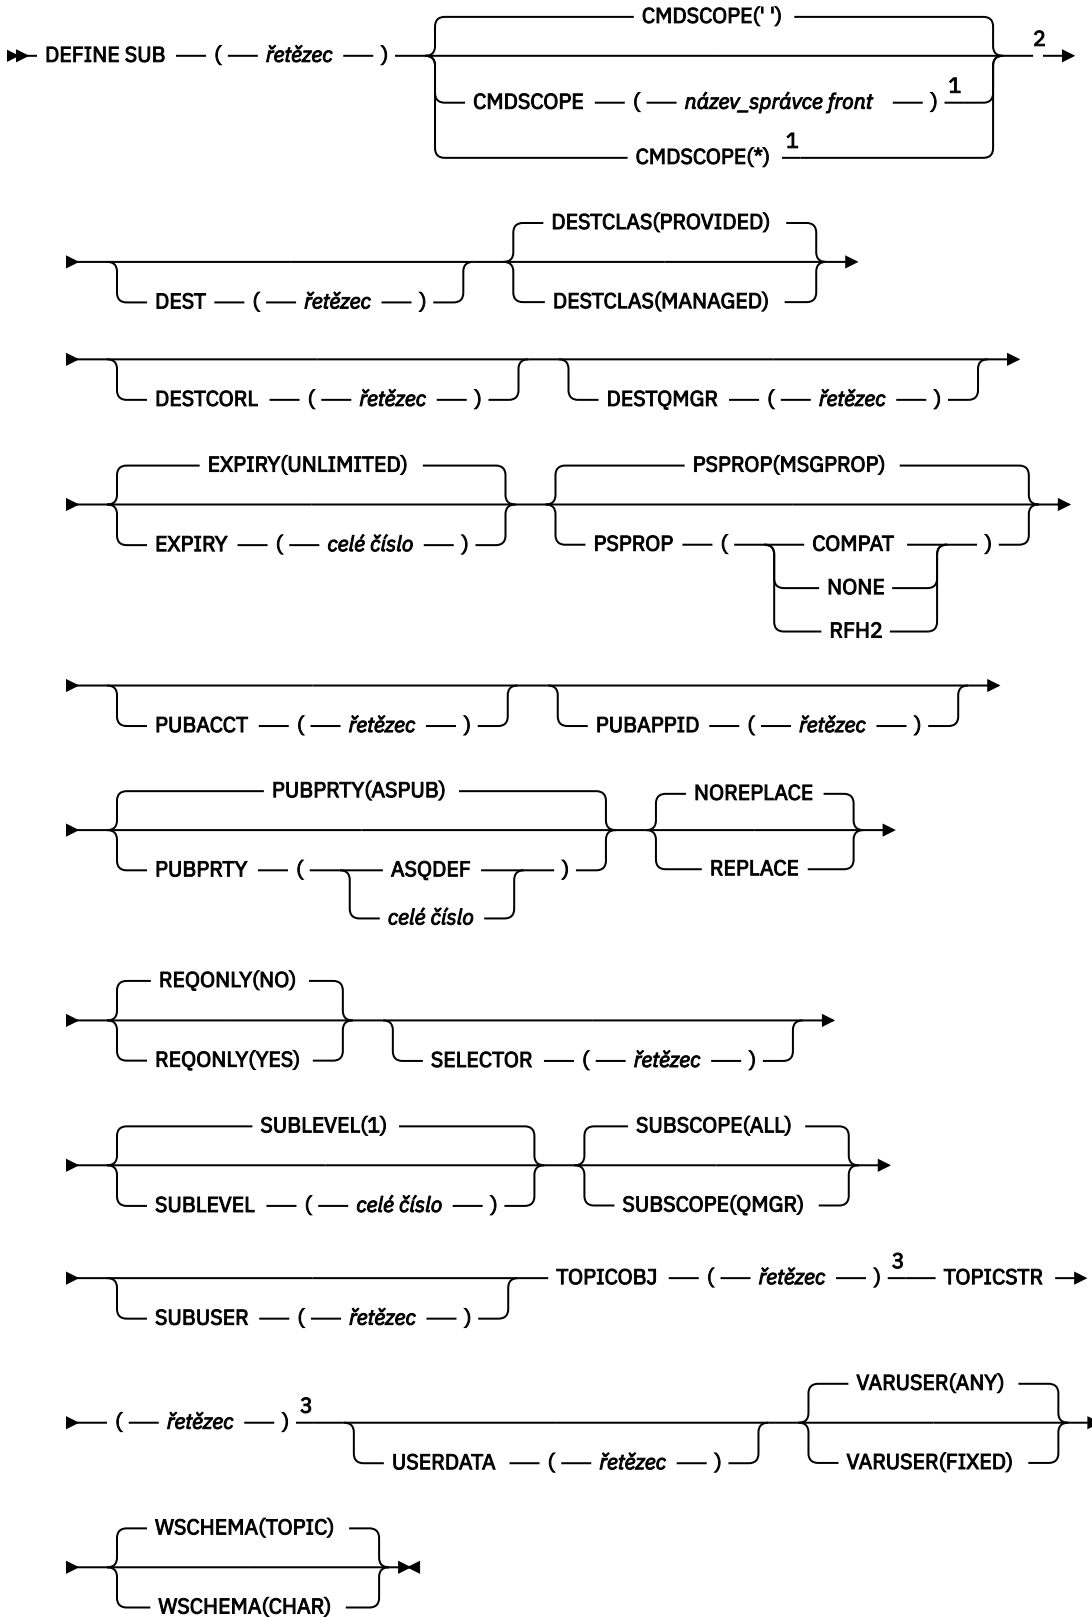 CMDSCOPE(' ')
DEFINE SUB ( řetězec ) 2
CMDSCOPE ( název_správce front ) 1
CMDSCOPE(*) 1
DESTCLAS(PROVIDED)
DEST ( řetězec ) DESTCLAS(MANAGED)
DESTCORL ( řetězec ) DESTQMGR ( řetězec )
EXPIRY(UNLIMITED) PSPROP(MSGPROP)
EXPIRY ( celé číslo ) PSPROP ( COMPAT )
NONE
RFH2
PUBACCT ( řetězec ) PUBAPPID ( řetězec )
PUBPRTY(ASPUB) NOREPLACE
PUBPRTY ( ASQDEF ) REPLACE
celé číslo
REQONLY(NO)
REQONLY(YES) SELECTOR ( řetězec )
SUBLEVEL(1) SUBSCOPE(ALL)
SUBLEVEL ( celé číslo ) SUBSCOPE(QMGR)
TOPICOBJ ( řetězec ) 3 TOPICSTR
SUBUSER ( řetězec )
VARUSER(ANY)
( řetězec ) 3
USERDATA ( řetězec ) VARUSER(FIXED)
WSCHEMA(TOPIC)
WSCHEMA(CHAR)